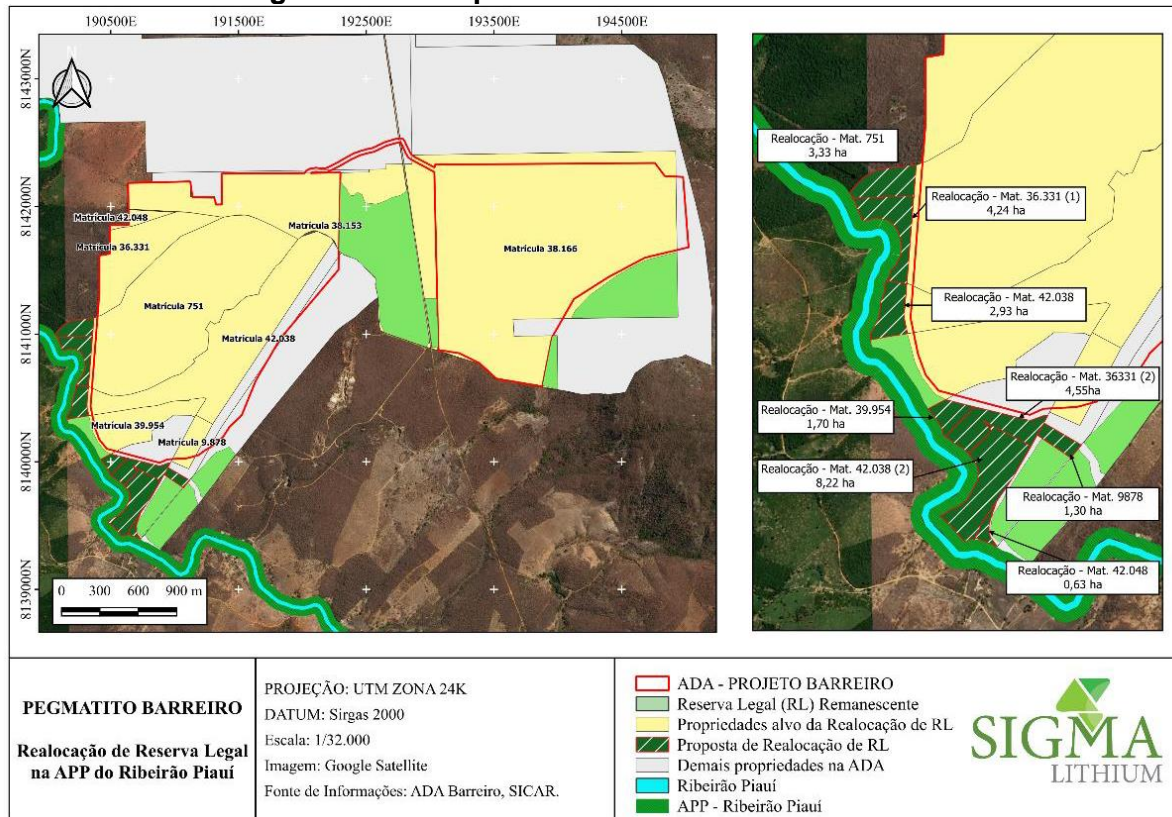 190500E 191500E 192500E 193500E 194500E
8143000N
8142000N
8141000N
8140000N
8139000N
N
Matrícula 42.048
Matrícula 36.331
Matrícula 38.153
Matrícula 38.166
Matrícula 751
Matrícula 42.038
Matrícula 39.954
Matrícula 9.878
0 300 600 900 m
Realocação - Mat. 751
3,33 ha
Realocação - Mat. 36.331 (1)
4,24 ha
Realocação - Mat. 42.038
2,93 ha
Realocação - Mat. 36331 (2)
4,55ha
Realocação - Mat. 39.954
1,70 ha
Realocação - Mat. 42.038 (2)
8,22 ha
Realocação - Mat. 9878
1,30 ha
Realocação - Mat. 42.048
0,63 ha
PEGMATITO BARREIRO
Realocação de Reserva Legal
na APP do Ribeirão Piauí
PROJEÇÃO: UTM ZONA 24K
DATUM: Sirgas 2000
Escala: 1/32.000
Imagem: Google Satellite
Fonte de Informações: ADA Barreiro, SICAR.
ADA - PROJETO BARREIRO
Reserva Legal (RL) Remanescente
Propriedades alvo da Realocação de RL
Proposta de Realocação de RL
Demais propriedades na ADA
Ribeirão Piauí
APP - Ribeirão Piauí
SIGMA
LITHIUM